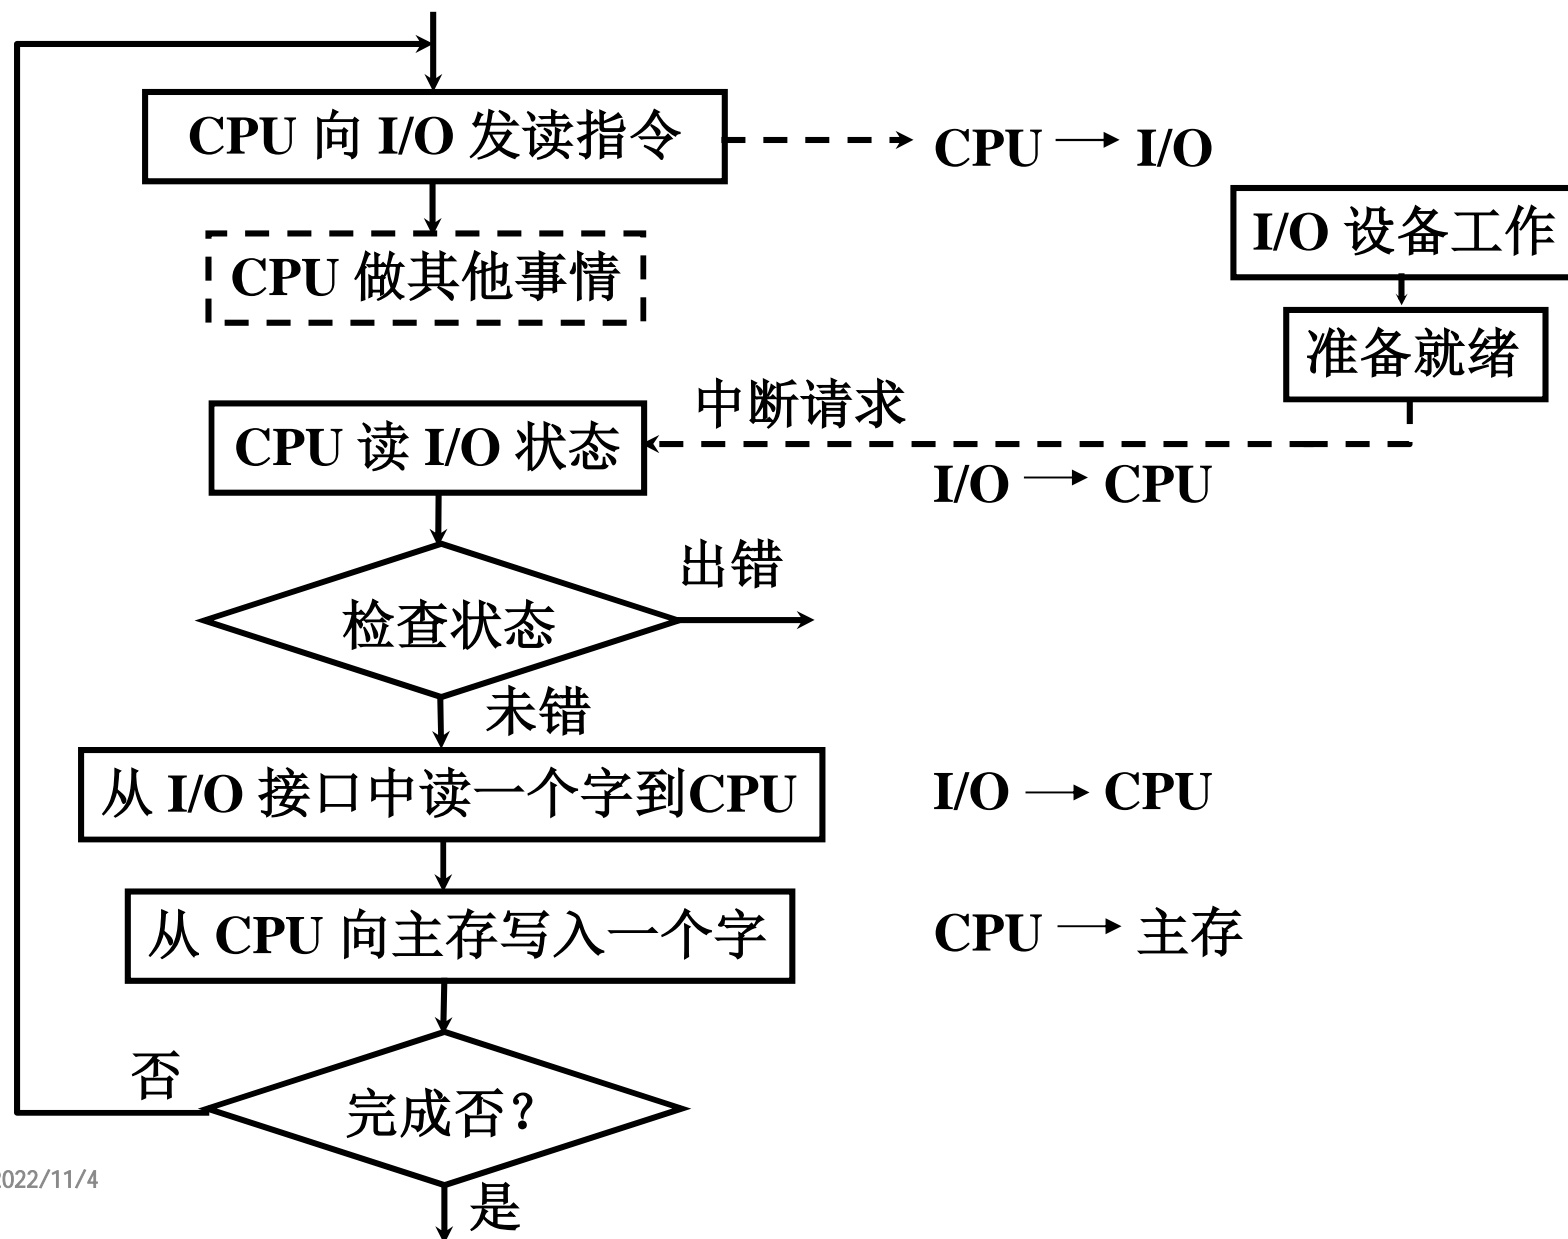 CPU 向 I/O 发读指令
CPU → I/O
I/O 设备工作
CPU 做其他事情
准备就绪
中断请求
CPU 读 I/O 状态
I/O → CPU
出错
检查状态
未错
从 I/O 接口中读一个字到CPU
I/O → CPU
从 CPU 向主存写入一个字
CPU → 主存
否
完成否？
2022/11/4
是